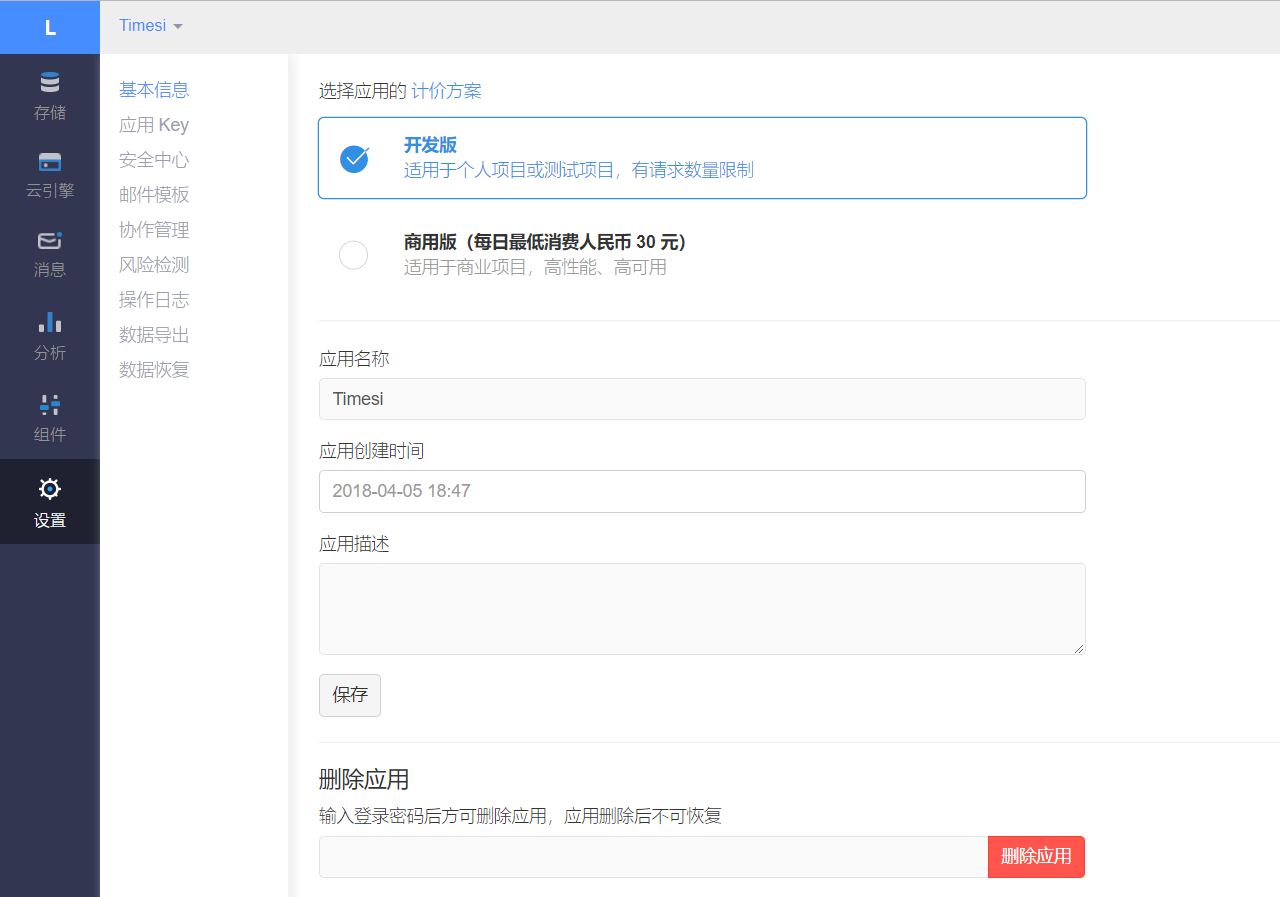 L
Timesi
存储
云引擎
消息
分析
组件
设置
基本信息
应用 Key
安全中心
邮件模板
协作管理
风险检测
操作日志
数据导出
数据恢复
选择应用的 计价方案
开发版
适用于个人项目或测试项目，有请求数量限制
商用版（每日最低消费人民币 30 元）
适用于商业项目，高性能、高可用
应用名称
Timesi
应用创建时间
2018-04-05 18:47
应用描述
保存
删除应用
输入登录密码后方可删除应用，应用删除后不可恢复
删除应用